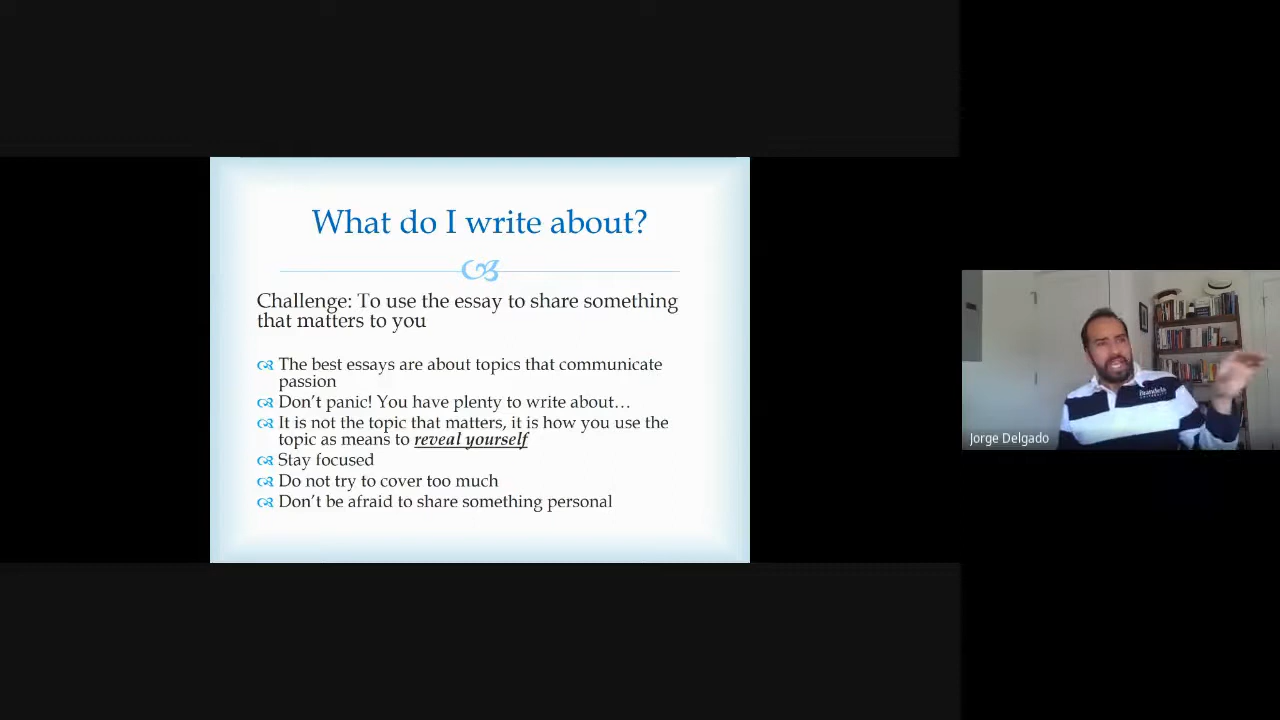 What do I write about?
Challenge: To use the essay to share something
that matters to you
The best essays are about topics that communicate
passion
Don't panic! You have plenty to write about…
It is not the topic that matters, it is how you use the
topic as means to reveal yourself
Stay focused
Do not try to cover too much
Don't be afraid to share something personal
Brandeis
UNIVERSITY
Jorge Delgado